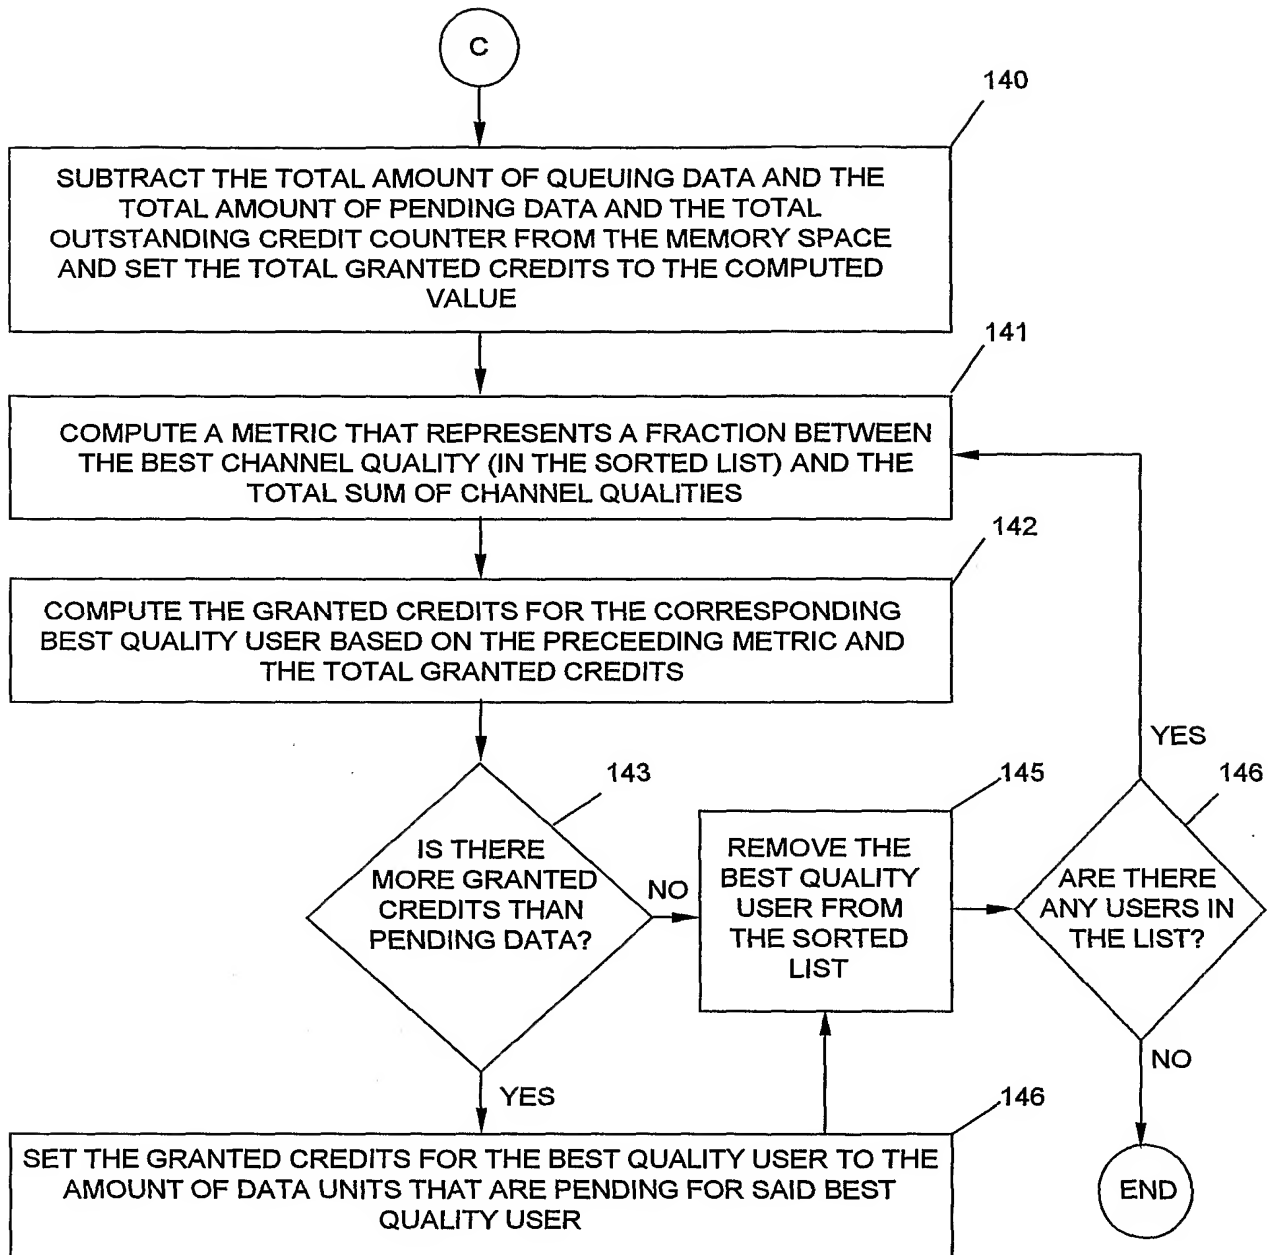 C
140
SUBTRACT THE TOTAL AMOUNT OF QUEUING DATA AND THE
TOTAL AMOUNT OF PENDING DATA AND THE TOTAL
OUTSTANDING CREDIT COUNTER FROM THE MEMORY SPACE
AND SET THE TOTAL GRANTED CREDITS TO THE COMPUTED
VALUE
141
COMPUTE A METRIC THAT REPRESENTS A FRACTION BETWEEN
THE BEST CHANNEL QUALITY (IN THE SORTED LIST) AND THE
TOTAL SUM OF CHANNEL QUALITIES
142
COMPUTE THE GRANTED CREDITS FOR THE CORRESPONDING
BEST QUALITY USER BASED ON THE PRECEEDING METRIC AND
THE TOTAL GRANTED CREDITS
143
IS THERE
MORE GRANTED
CREDITS THAN
PENDING DATA?
NO
YES
145
REMOVE THE
BEST QUALITY
USER FROM
THE SORTED
LIST
YES
146
ARE THERE
ANY USERS IN
THE LIST?
NO
146
SET THE GRANTED CREDITS FOR THE BEST QUALITY USER TO THE
AMOUNT OF DATA UNITS THAT ARE PENDING FOR SAID BEST
QUALITY USER
END